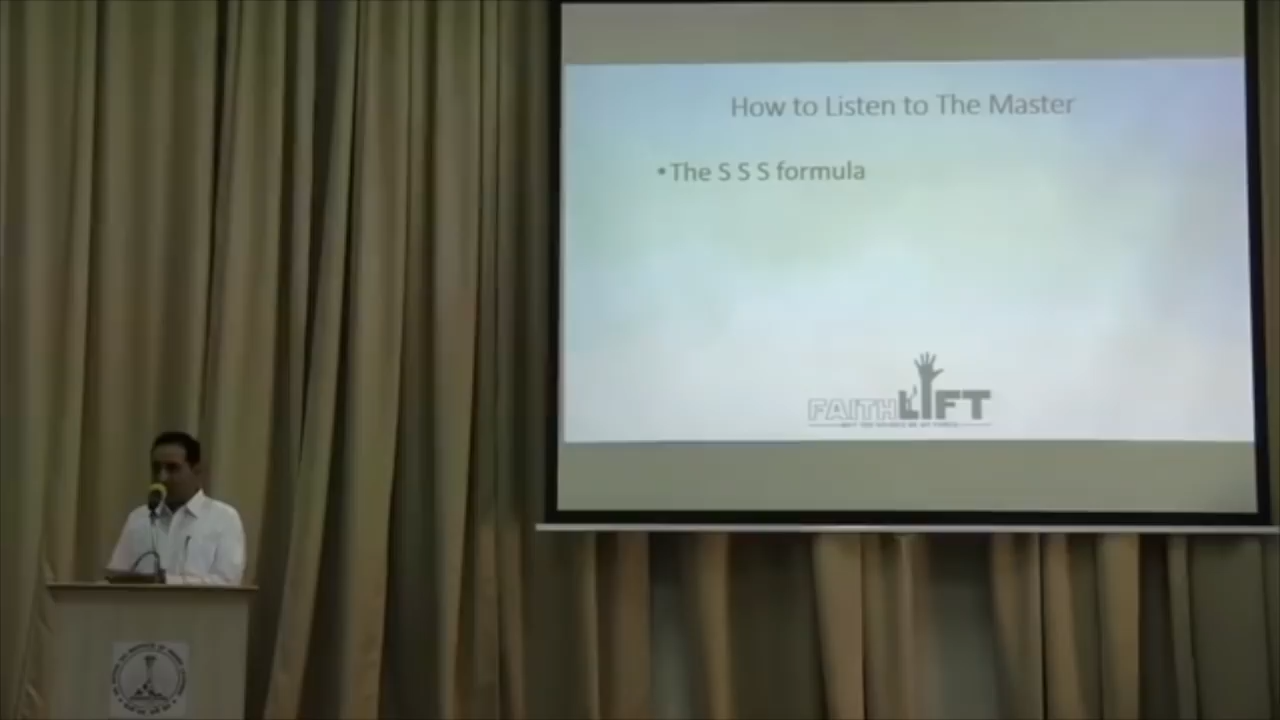 How to Listen to The Master
•The S S S formula
FAITHLIFT